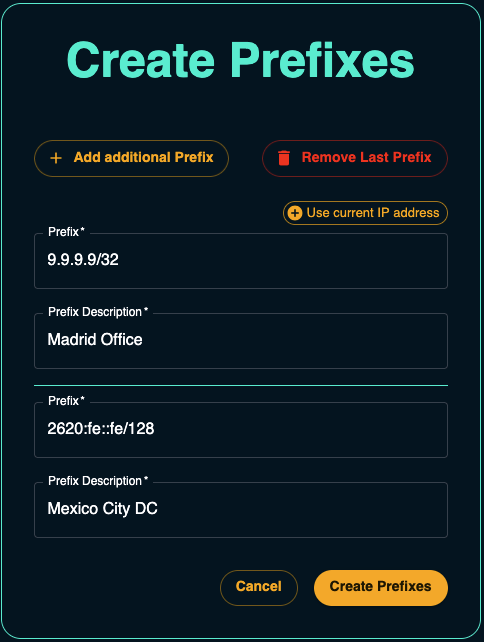 Create Prefixes
+ Add additional Prefix
Remove Last Prefix
Use current IP address
Prefix*
9.9.9.9/32
Prefix Description*
Madrid Office
Prefix*
2620:fe::fe/128
Prefix Description*
Mexico City DC
Cancel
Create Prefixes